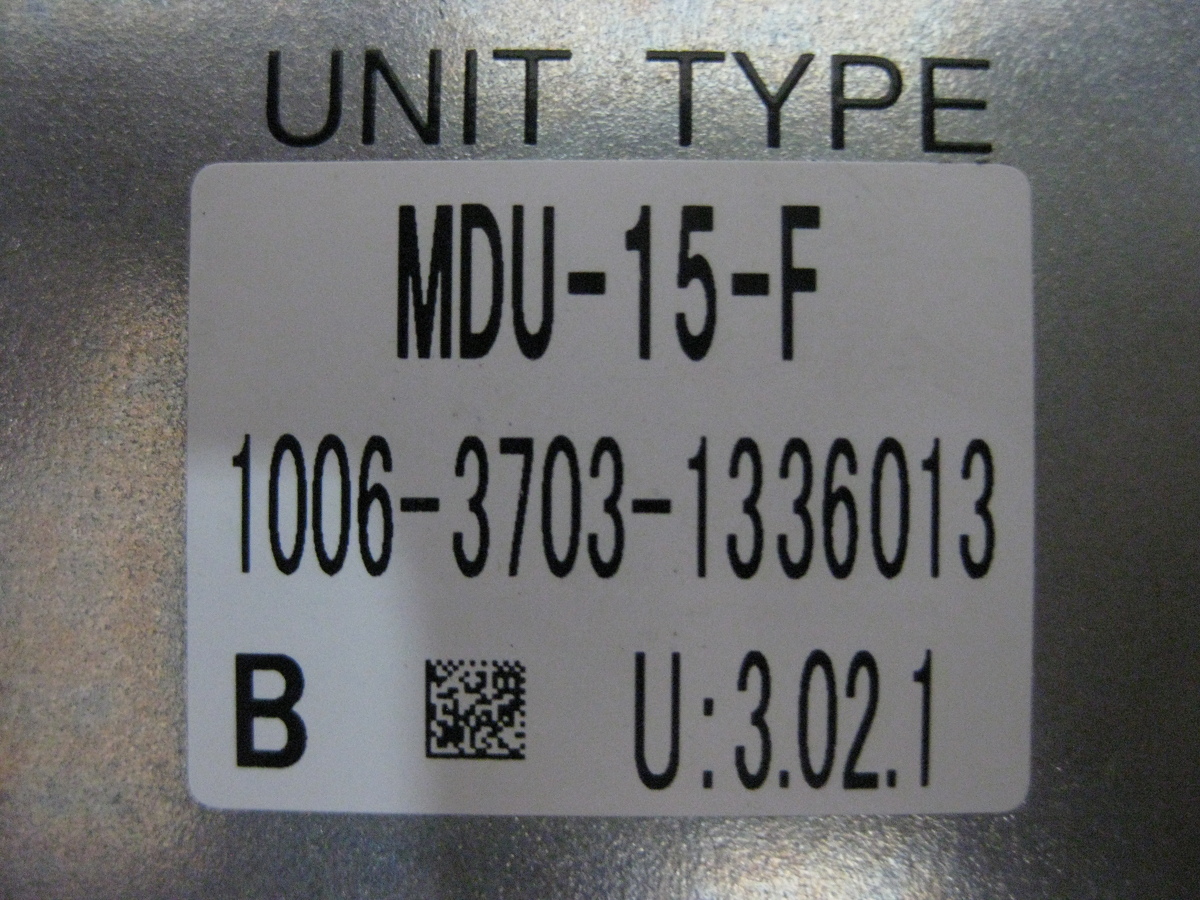 UNIT TYPE
MDU-15-F
1006-3703-1336013
B U:3.02.1